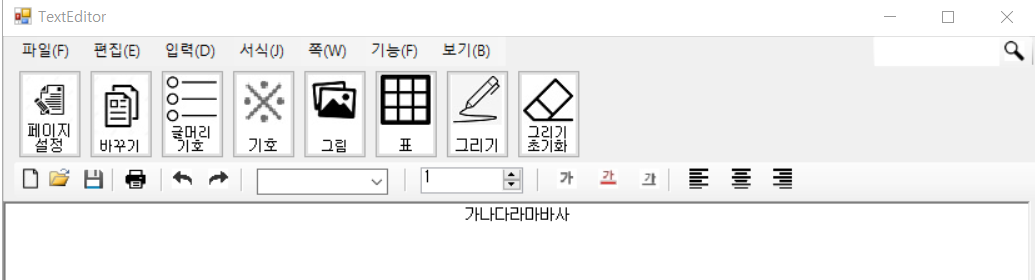 TextEditor
파일(F) 편집(E) 입력(D) 서식(J) 쪽(W) 기능(F) 보기(B)
페이지 설정 바꾸기 글머리 기호 기호 그림 표 그리기 그리기 초기화
1 가 가 가
가나다라마바사